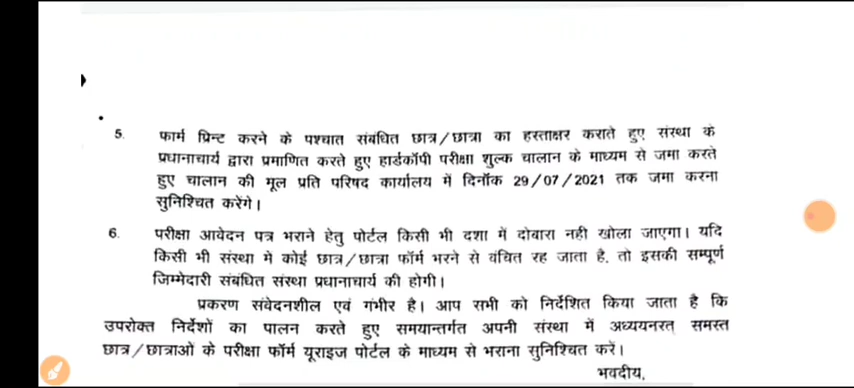 5. फार्म प्रिन्ट करने के पश्चात संबंधित छात्र/छात्रा का हस्ताक्षर कराते हुए संस्था के
प्रधानाचार्य द्वारा प्रमाणित करते हुए हार्डकॉपी परीक्षा शुल्क चालान के माध्यम से जमा करते
हुए चालान की मूल प्रति परिषद कार्यालय में दिनॉक 29/07/2021 तक जमा करना
सुनिश्चित करेंगे।
6. परीक्षा आवेदन पत्र भराने हेतु पोर्टल किसी भी दशा में दोबारा नही खोला जाएगा। यदि
किसी भी संस्था मे कोई छात्र/छात्रा फॉर्म भरने से वंचित रह जाता है, तो इसकी सम्पूर्ण
जिम्मेदारी संबंधित संस्था प्रधानाचार्य की होगी।
प्रकरण संवेदनशील एवं गंभीर है। आप सभी को निर्देशित किया जाता है कि
उपरोक्त निर्देशों का पालन करते हुए समयान्तर्गत अपनी संस्था में अध्ययनरत् समस्त
छात्र/छात्राओं के परीक्षा फॉर्म यूराइज पोर्टल के माध्यम से भराना सुनिश्चित करें।
भवदीय,